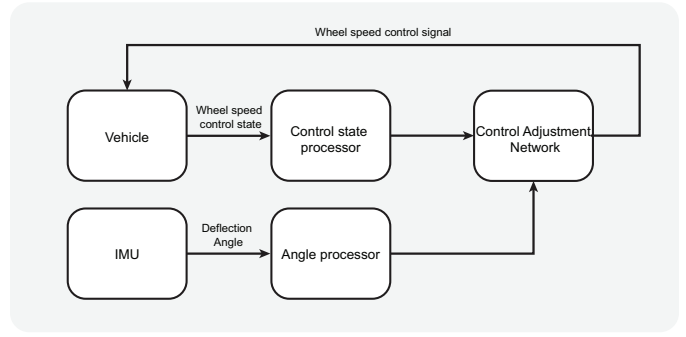 Wheel speed control signal
Wheel speed
control state
Vehicle
Control state
processor
Control Adjustment
Network
Deflection
Angle
IMU
Angle processor